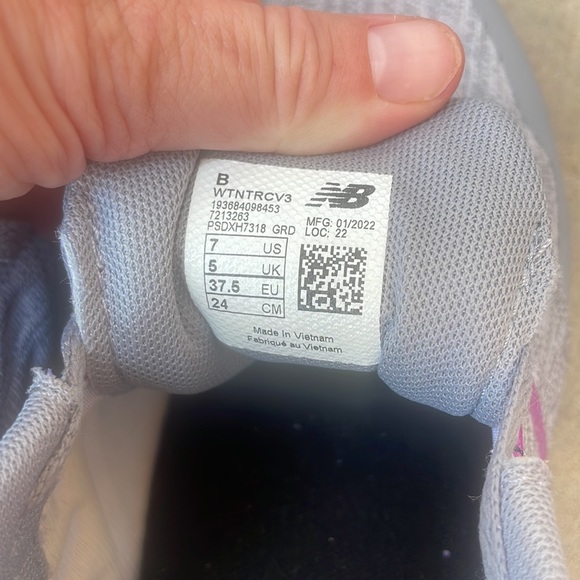 B
WTNTRCV3
193684098453
7213263
PSDXH7318 GRD
NB
MFG: 01/2022
LOC: 22
7 US
5 UK
37.5 EU
24 CM
Made in Vietnam
Fabriqué au Vietnam